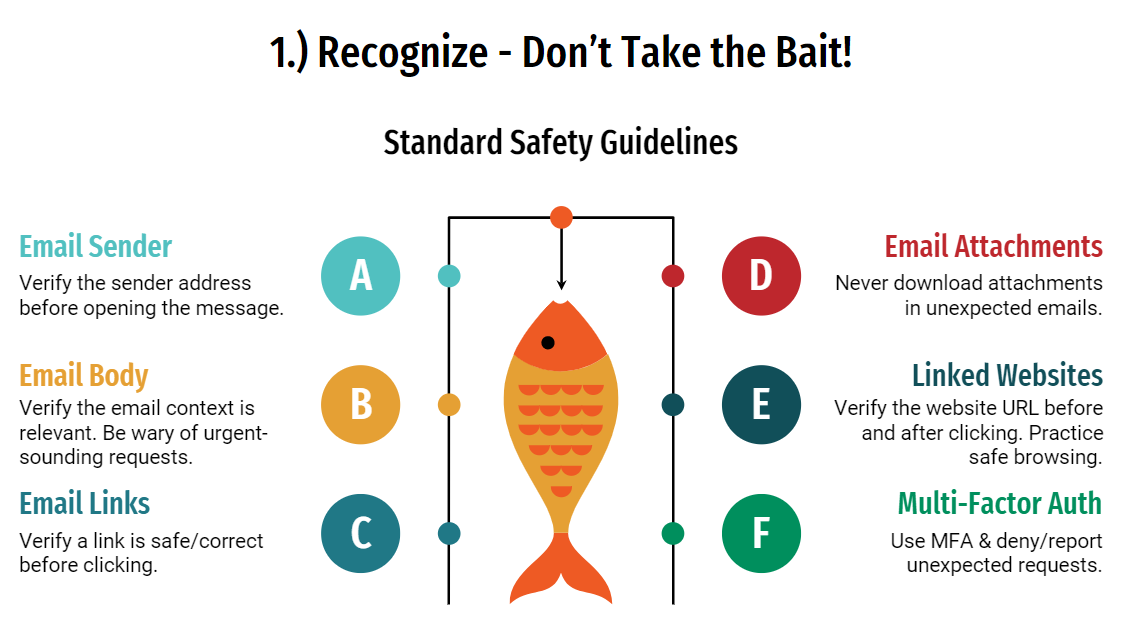 1.) Recognize - Don’t Take the Bait!
Standard Safety Guidelines
Email Sender
Verify the sender address
before opening the message.
A
Email Body
Verify the email context is
relevant. Be wary of urgent-
sounding requests.
B
Email Links
Verify a link is safe/correct
before clicking.
C
D
Email Attachments
Never download attachments
in unexpected emails.
E
Linked Websites
Verify the website URL before
and after clicking. Practice
safe browsing.
F
Multi-Factor Auth
Use MFA & deny/report
unexpected requests.